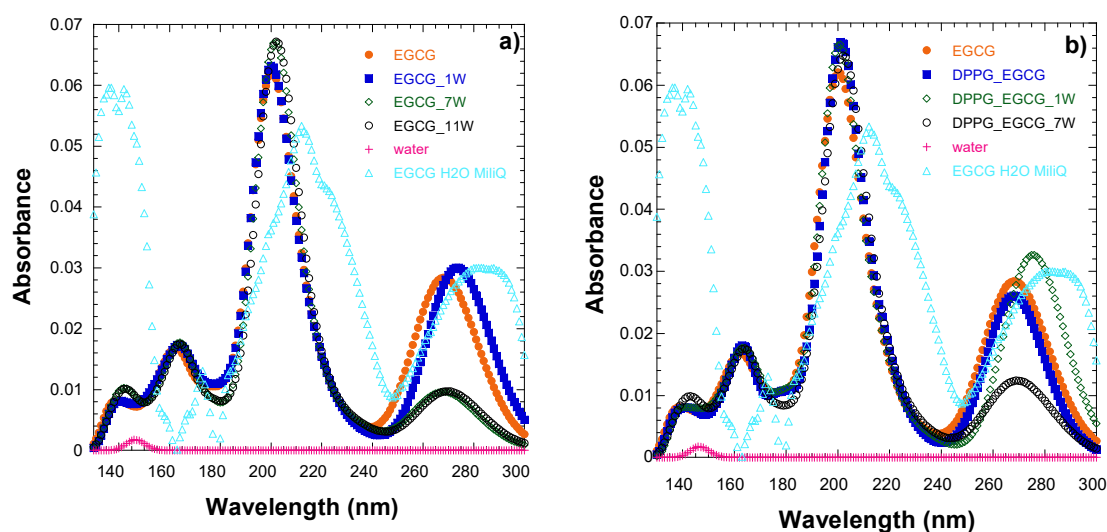 a)
0.07
0.06
0.05
0.04
0.03
0.02
0.01
0
Absorbance
EGCG
EGCG_1W
EGCG_7W
EGCG_11W
water
EGCG H2O MiliQ
140 160 180 200 220 240 260 280 300
Wavelength (nm)
b)
0.07
0.06
0.05
0.04
0.03
0.02
0.01
0
Absorbance
EGCG
DPPG_EGCG
DPPG_EGCG_1W
DPPG_EGCG_7W
water
EGCG H2O MiliQ
140 160 180 200 220 240 260 280 300
Wavelength (nm)